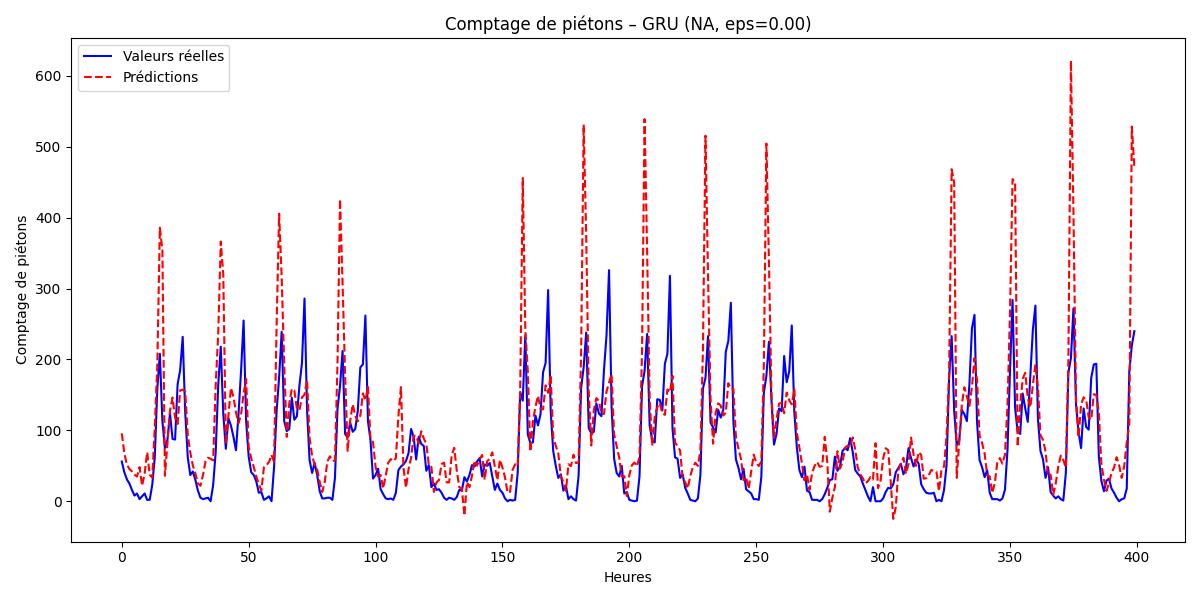 Comptage de piétons – GRU (NA, eps=0.00)
Valeurs réelles
Prédictions
Comptage de piétons
600
500
400
300
200
100
0
0 50 100 150 200 250 300 350 400
Heures